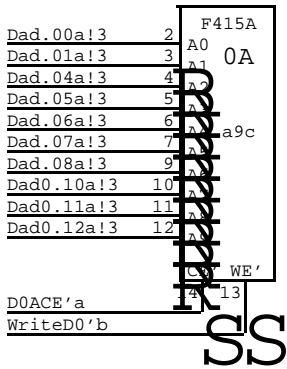 F415A
Dad.00a!3 2 A0 0A
Dad.01a!3 3 A1
Dad.04a!3 4 A2
Dad.05a!3 5
Dad.06a!3 6 a9c
Dad.07a!3 7
Dad.08a!3 9
Dad0.10a!3 10
Dad0.11a!3 11
Dad0.12a!3 12
WE'
14 13
D0ACE'a
WriteD0'b
SS